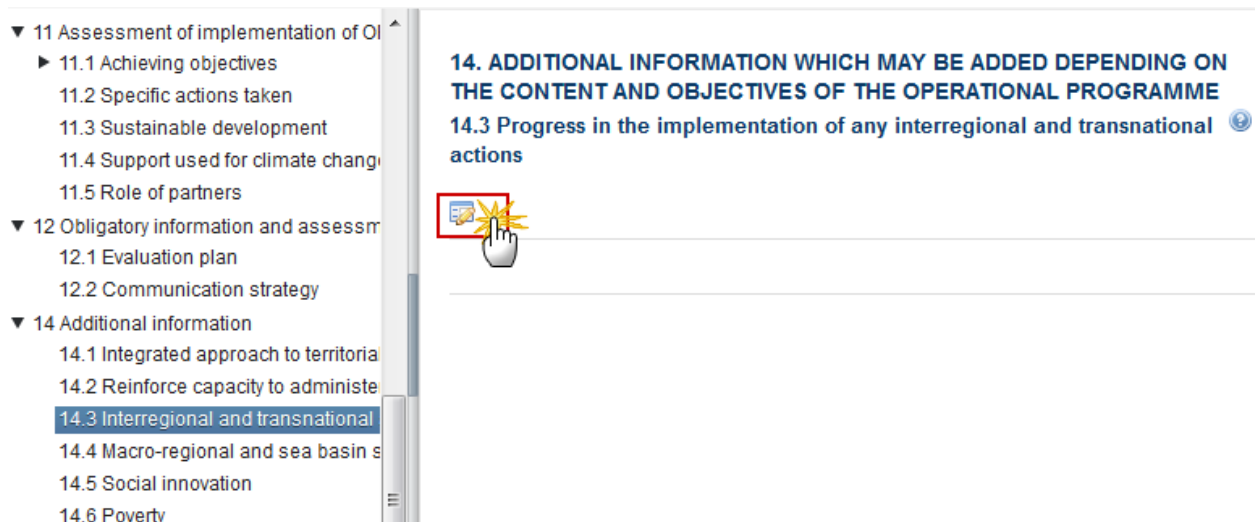 11 Assessment of implementation of O
11.1 Achieving objectives
11.2 Specific actions taken
11.3 Sustainable development
11.4 Support used for climate chang
11.5 Role of partners
12 Obligatory information and assessm
12.1 Evaluation plan
12.2 Communication strategy
14 Additional information
14.1 Integrated approach to territorial
14.2 Reinforce capacity to administe
14.3 Interregional and transnational
14.4 Macro-regional and sea basin s
14.5 Social innovation
14.6 Poverty
14. ADDITIONAL INFORMATION WHICH MAY BE ADDED DEPENDING ON
THE CONTENT AND OBJECTIVES OF THE OPERATIONAL PROGRAMME
14.3 Progress in the implementation of any interregional and transnational
actions